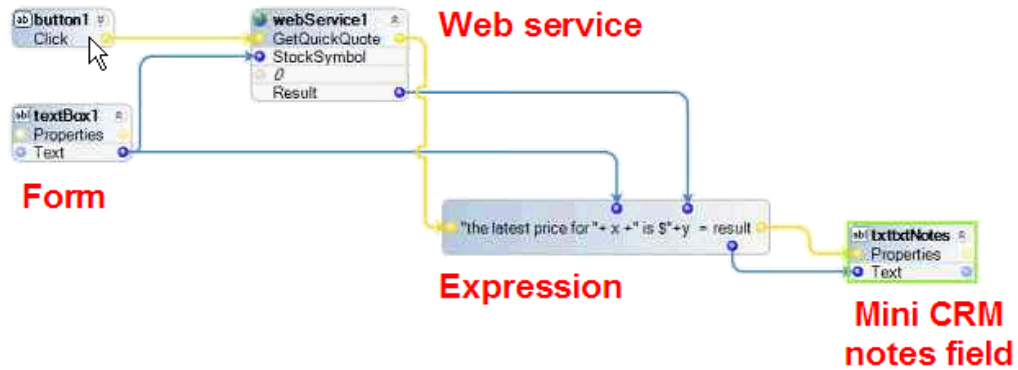 button1
Click
webService1
GetQuickQuote
StockSymbol
()
Result
Web service
textBox1
Properties
Text
Form
"the latest price for "+ x +" is $"+y = result
Expression
txttxtNotes
Properties
Text
Mini CRM
notes field